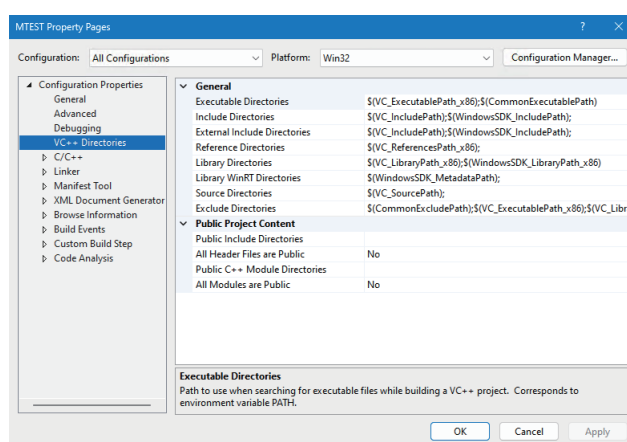 MTEST Property Pages
Configuration: All Configurations Platform: Win32 Configuration Manager...
Configuration Properties
General
Advanced
Debugging
VC++ Directories
C/C++
Linker
Manifest Tool
XML Document Generator
Browse Information
Build Events
Custom Build Step
Code Analysis
General
Executable Directories $(VC_ExecutablePath_x86);$(CommonExecutablePath)
Include Directories $(VC_IncludePath);$(WindowsSDK_IncludePath);
External Include Directories $(VC_IncludePath);$(WindowsSDK_IncludePath);
Reference Directories $(VC_ReferencesPath_x86);
Library Directories $(VC_LibraryPath_x86);$(WindowsSDK_LibraryPath_x86)
Library WinRT Directories $(WindowsSDK_MetadataPath);
Source Directories $(VC_SourcePath);
Exclude Directories $(CommonExcludePath);$(VC_ExecutablePath_x86);$(VC_Libr
Public Project Content
Public Include Directories
All Header Files are Public No
Public C++ Module Directories
All Modules are Public No
Executable Directories
Path to use when searching for executable files while building a VC++ project. Corresponds to
environment variable PATH.
OK Cancel Apply